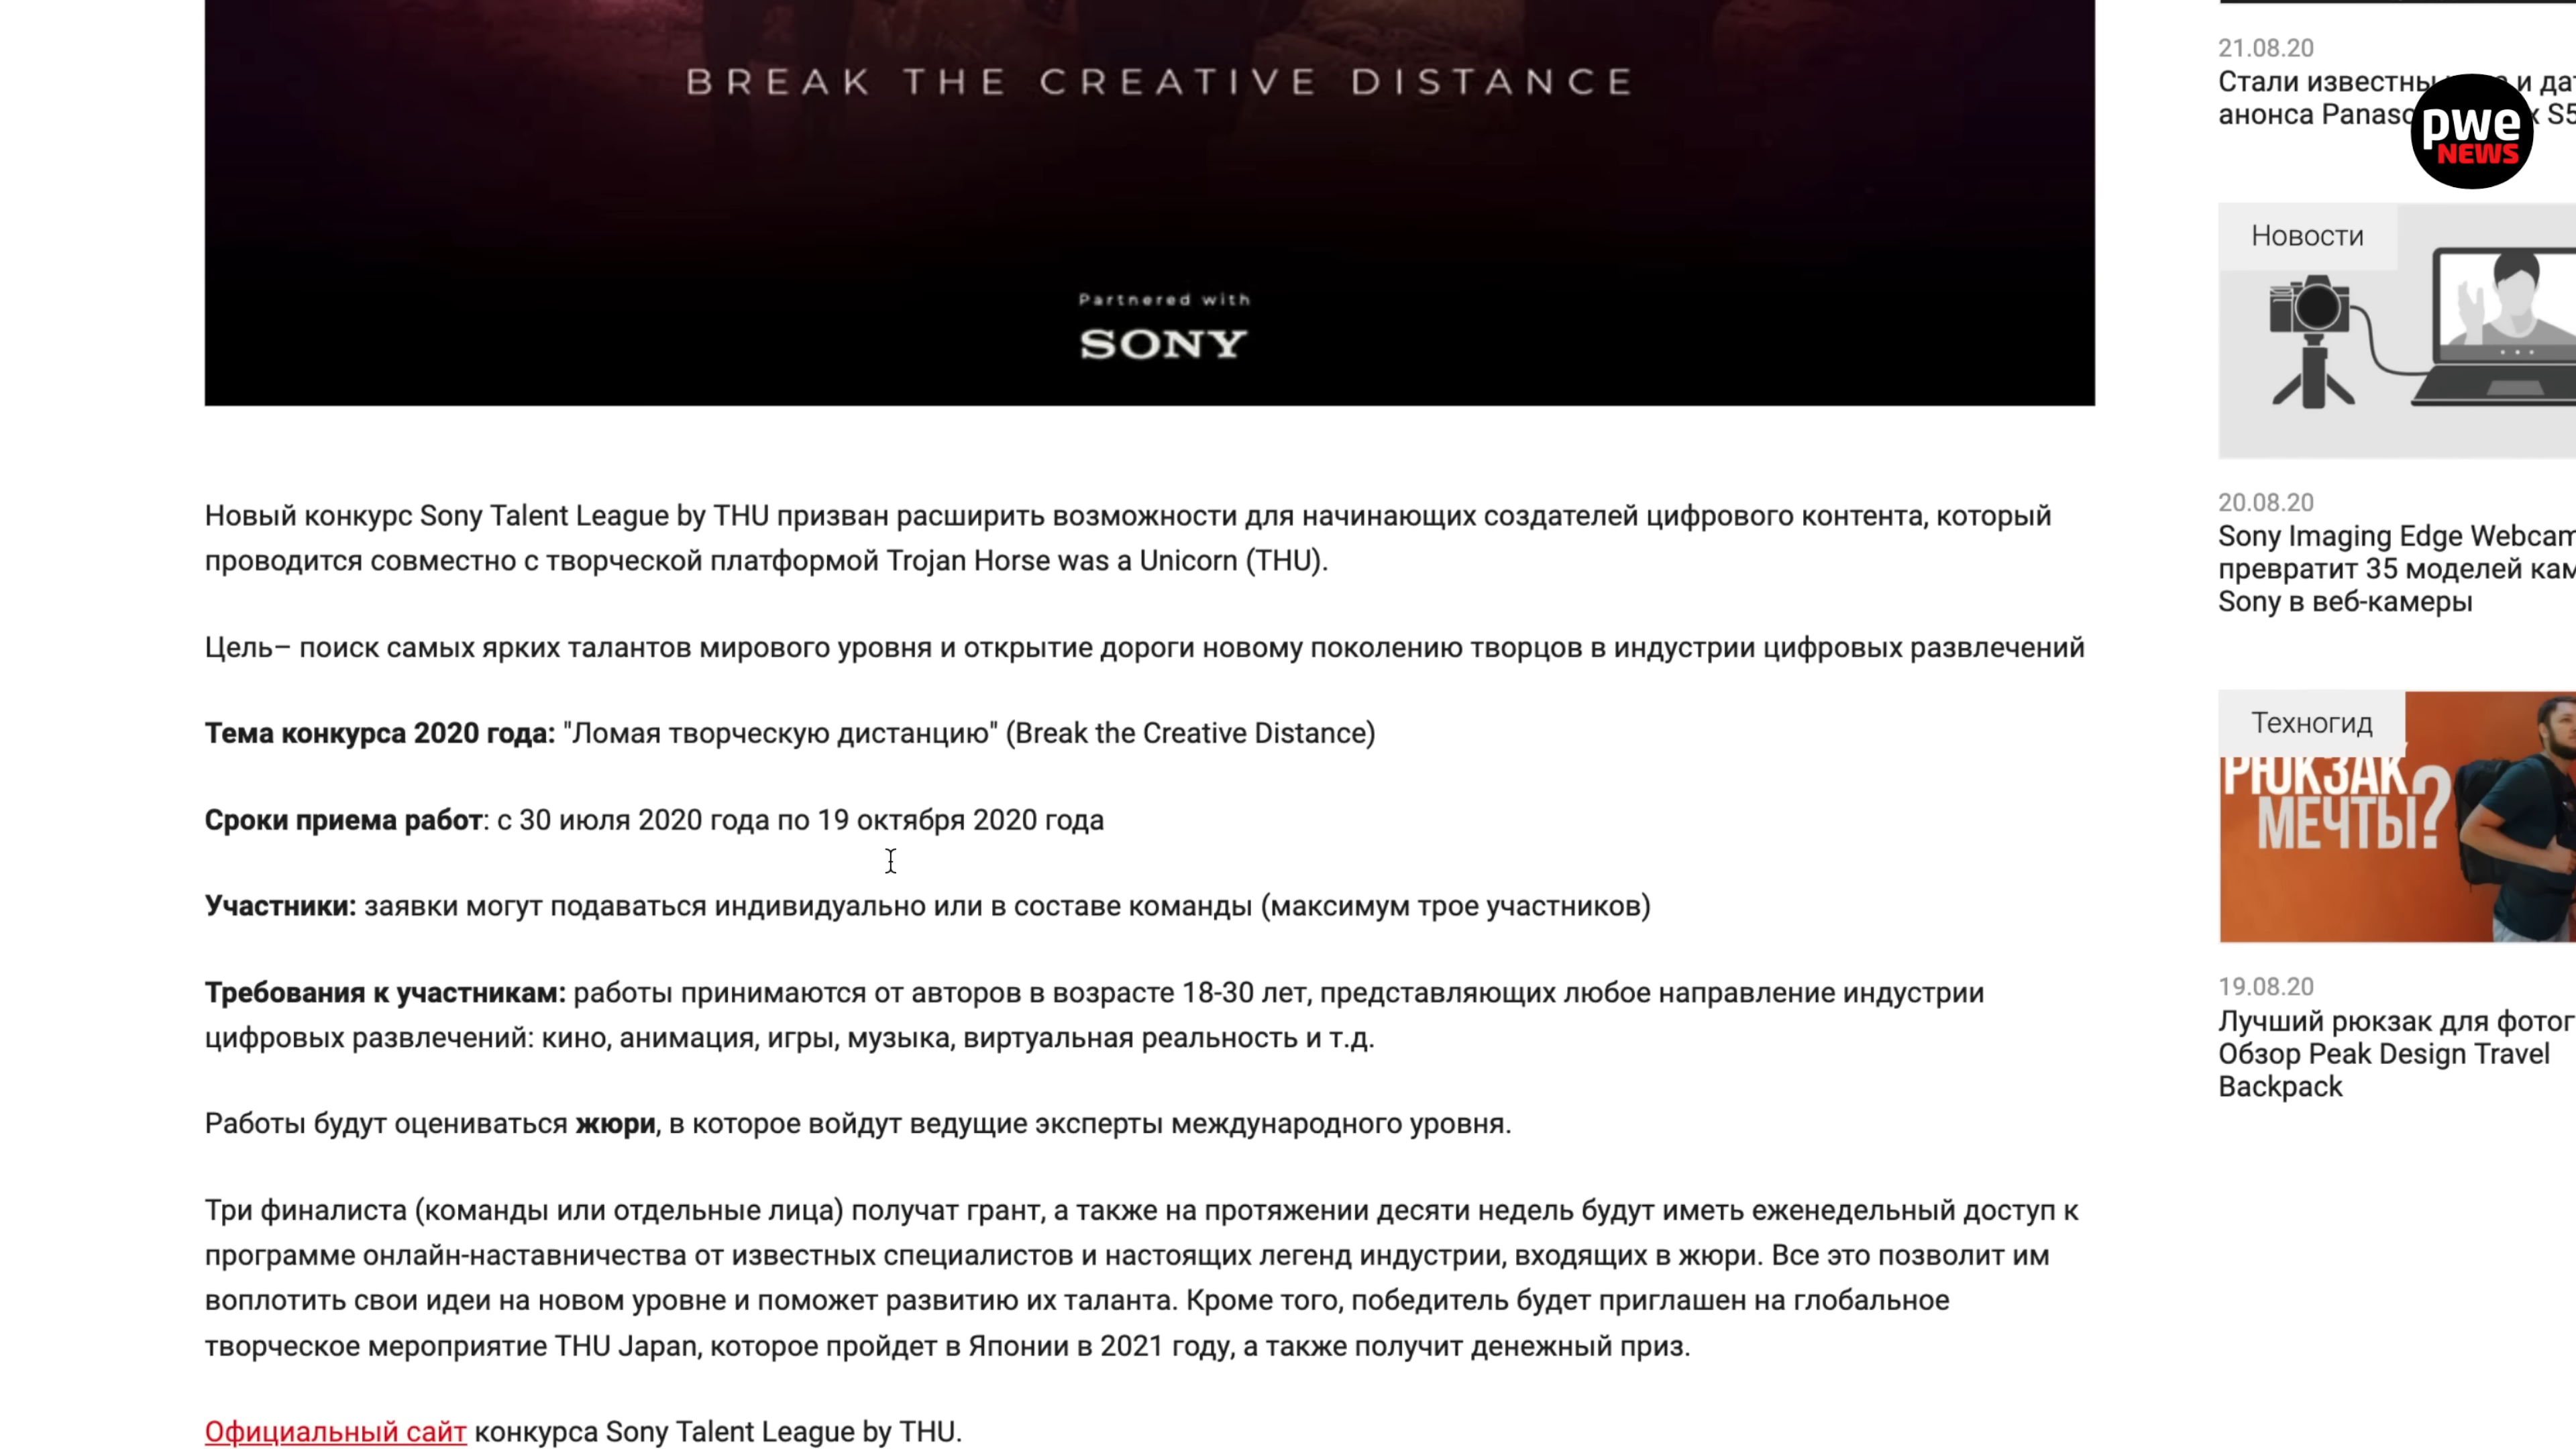 BREAK THE CREATIVE DISTANCE
Partnered with
SONY
Новый конкурс Sony Talent League by THU призван расширить возможности для начинающих создателей цифрового контента, который
проводится совместно с творческой платформой Trojan Horse was a Unicorn (THU).
Цель– поиск самых ярких талантов мирового уровня и открытие дороги новому поколению творцов в индустрии цифровых развлечений
Тема конкурса 2020 года: "Ломая творческую дистанцию" (Break the Creative Distance)
Сроки приема работ: с 30 июля 2020 года по 19 октября 2020 года
Участники: заявки могут подаваться индивидуально или в составе команды (максимум трое участников)
Требования к участникам: работы принимаются от авторов в возрасте 18-30 лет, представляющих любое направление индустрии
цифровых развлечений: кино, анимация, игры, музыка, виртуальная реальность и т.д.
Работы будут оцениваться жюри, в которое войдут ведущие эксперты международного уровня.
Три финалиста (команды или отдельные лица) получат грант, а также на протяжении десяти недель будут иметь еженедельный доступ к
программе онлайн-наставничества от известных специалистов и настоящих легенд индустрии, входящих в жюри. Все это позволит им
воплотить свои идеи на новом уровне и поможет развитию их таланта. Кроме того, победитель будет приглашен на глобальное
творческое мероприятие THU Japan, которое пройдет в Японии в 2021 году, а также получит денежный приз.
Официальный сайт конкурса Sony Talent League by THU.
21.08.20
Стали известны и
анонса S5
pwe
NEWS
Новости
20.08.20
Sony Imaging Edge Webcam
превратит 35 моделей
Sony в веб-камеры
Техногид
РЮКЗАК
МЕЧТЫ?
19.08.20
Лучший рюкзак для
Обзор Peak Design Travel
Backpack